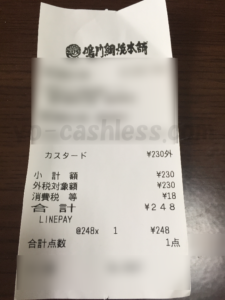 鳴門鯛焼本舗
vp-cashless.com
カスタード ¥230外
小計額 ¥230
外税対象額 ¥230
消費税等 ¥18
合計 ¥248
LINEPAY
@248x 1 ¥248
合計点数 1点